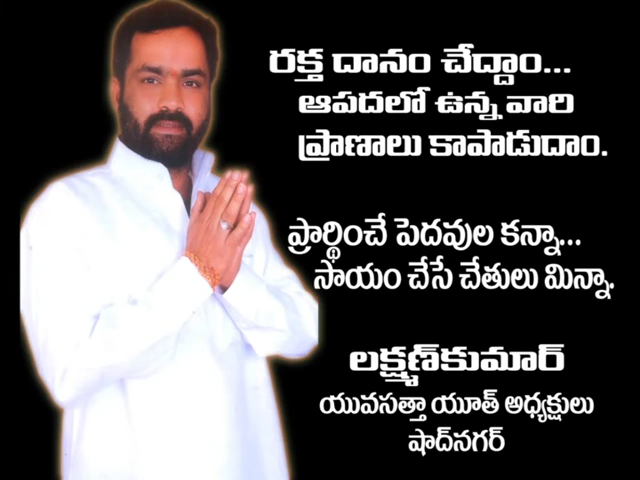 రక్త దానం చేద్దాం...
ఆపదలో ఉన్న వారి
ప్రాణాలు కాపాడుదాం.
ప్రార్థించే పెదవుల కన్నా...
సాయం చేసే చేతులు మిన్నా.
లక్ష్మణ్‌కుమార్
యువసత్తా యూత్ అధ్యక్షులు
షాద్‌నగర్